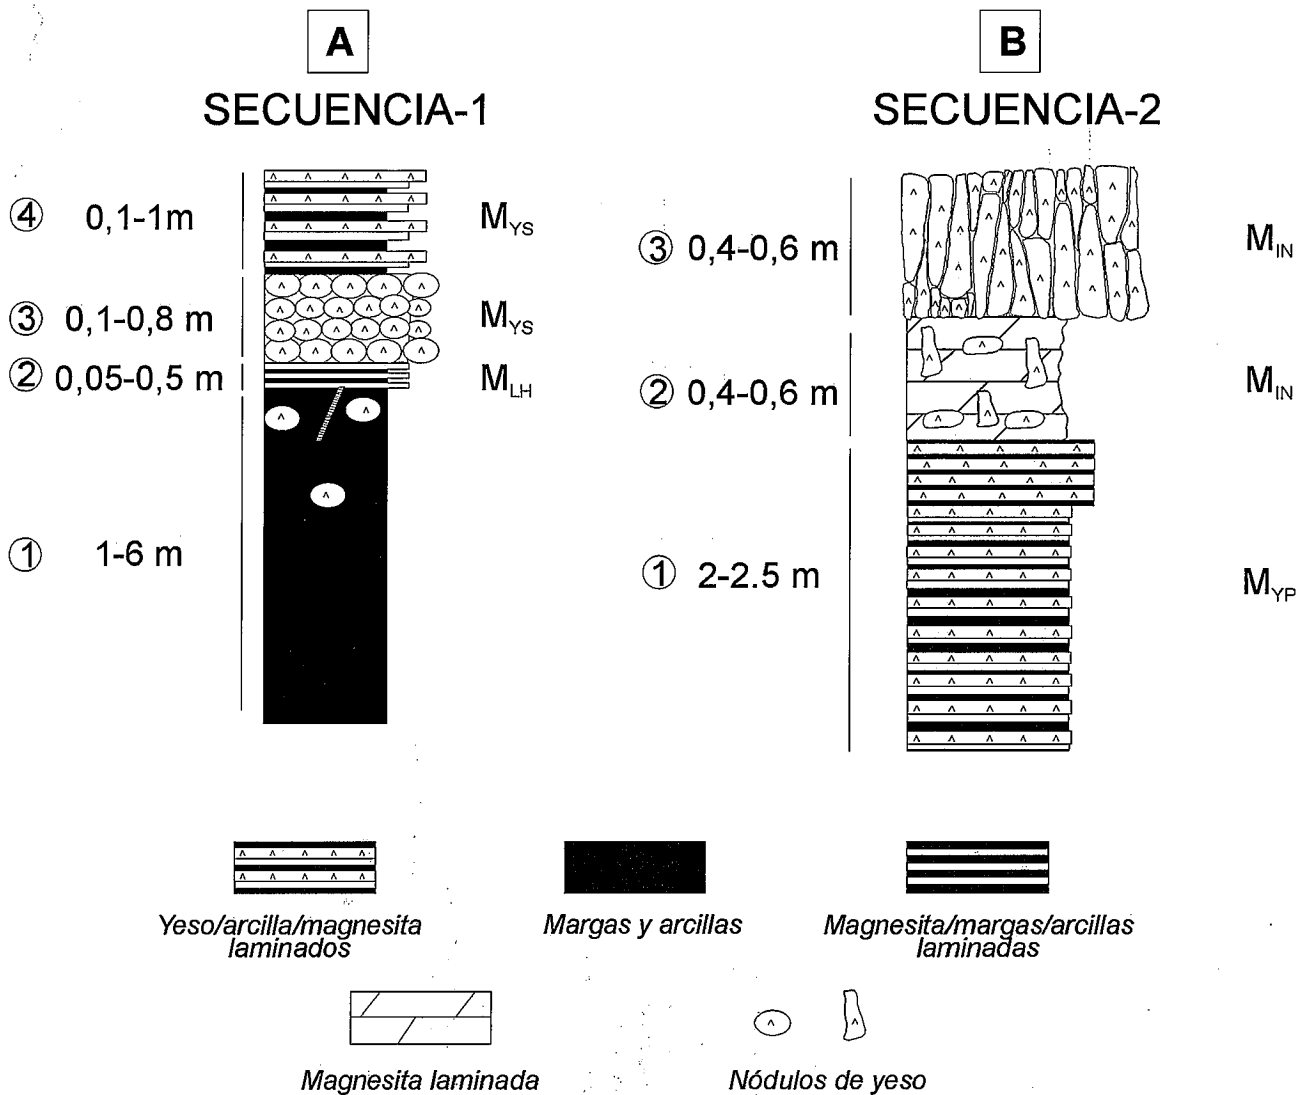 A
SECUENCIA-1
④ 0,1-1m M_YS
③ 0,1-0,8 m M_YS
② 0,05-0,5 m M_LH
① 1-6 m
B
SECUENCIA-2
③ 0,4-0,6 m M_IN
② 0,4-0,6 m M_IN
① 2-2.5 m M_YP
Yeso/arcilla/magnesita
laminados
Margas y arcillas
Magnesita/margas/arcillas
laminadas
Magnesita laminada
Nódulos de yeso